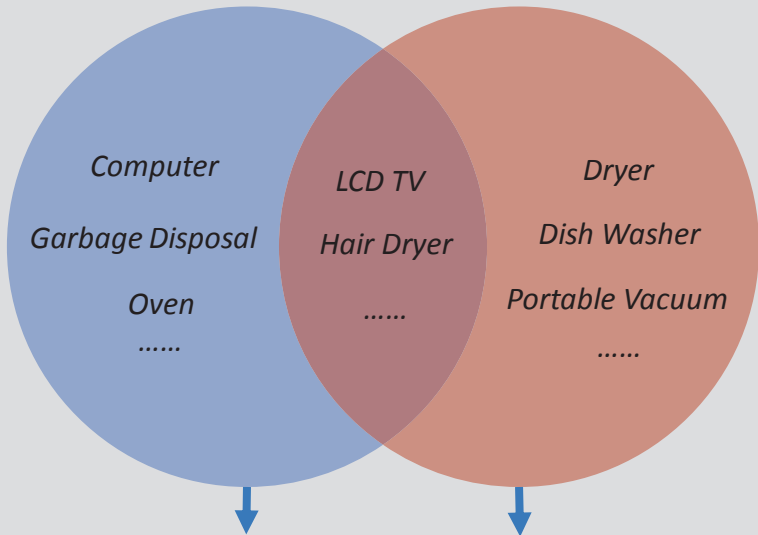 Computer
Garbage Disposal
Oven
......
LCD TV
Hair Dryer
......
Dryer
Dish Washer
Portable Vacuum
......